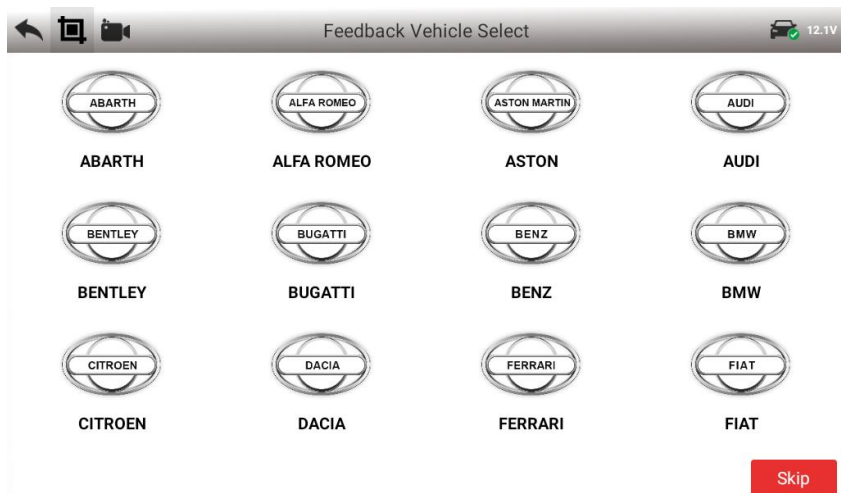 Feedback Vehicle Select
12.1V
ABARTH
ALFA ROMEO
ASTON MARTIN
AUDI
ABARTH
ALFA ROMEO
ASTON
AUDI
BENTLEY
BUGATTI
BENZ
BMW
BENTLEY
BUGATTI
BENZ
BMW
CITROEN
DACIA
FERRARI
FIAT
CITROEN
DACIA
FERRARI
FIAT
Skip